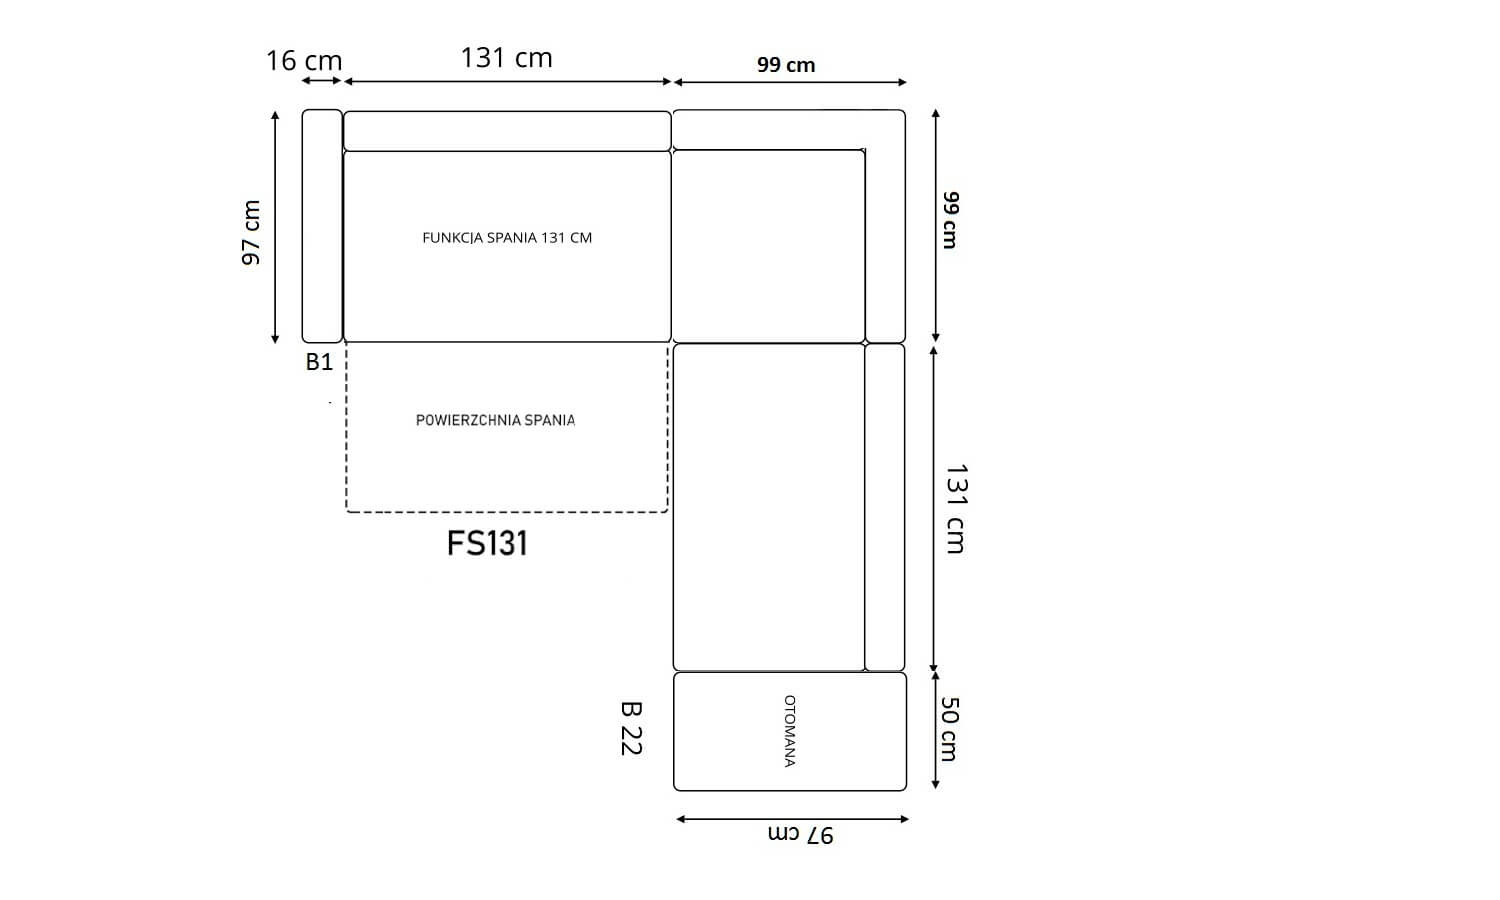 16 cm
131 cm
99 cm
97 cm
99 cm
FUNKCJA SPANIA 131 CM
B1
POWIERZCHNIA SPANIA
FS131
131 cm
B 22
OTOMANA
50 cm
97 cm